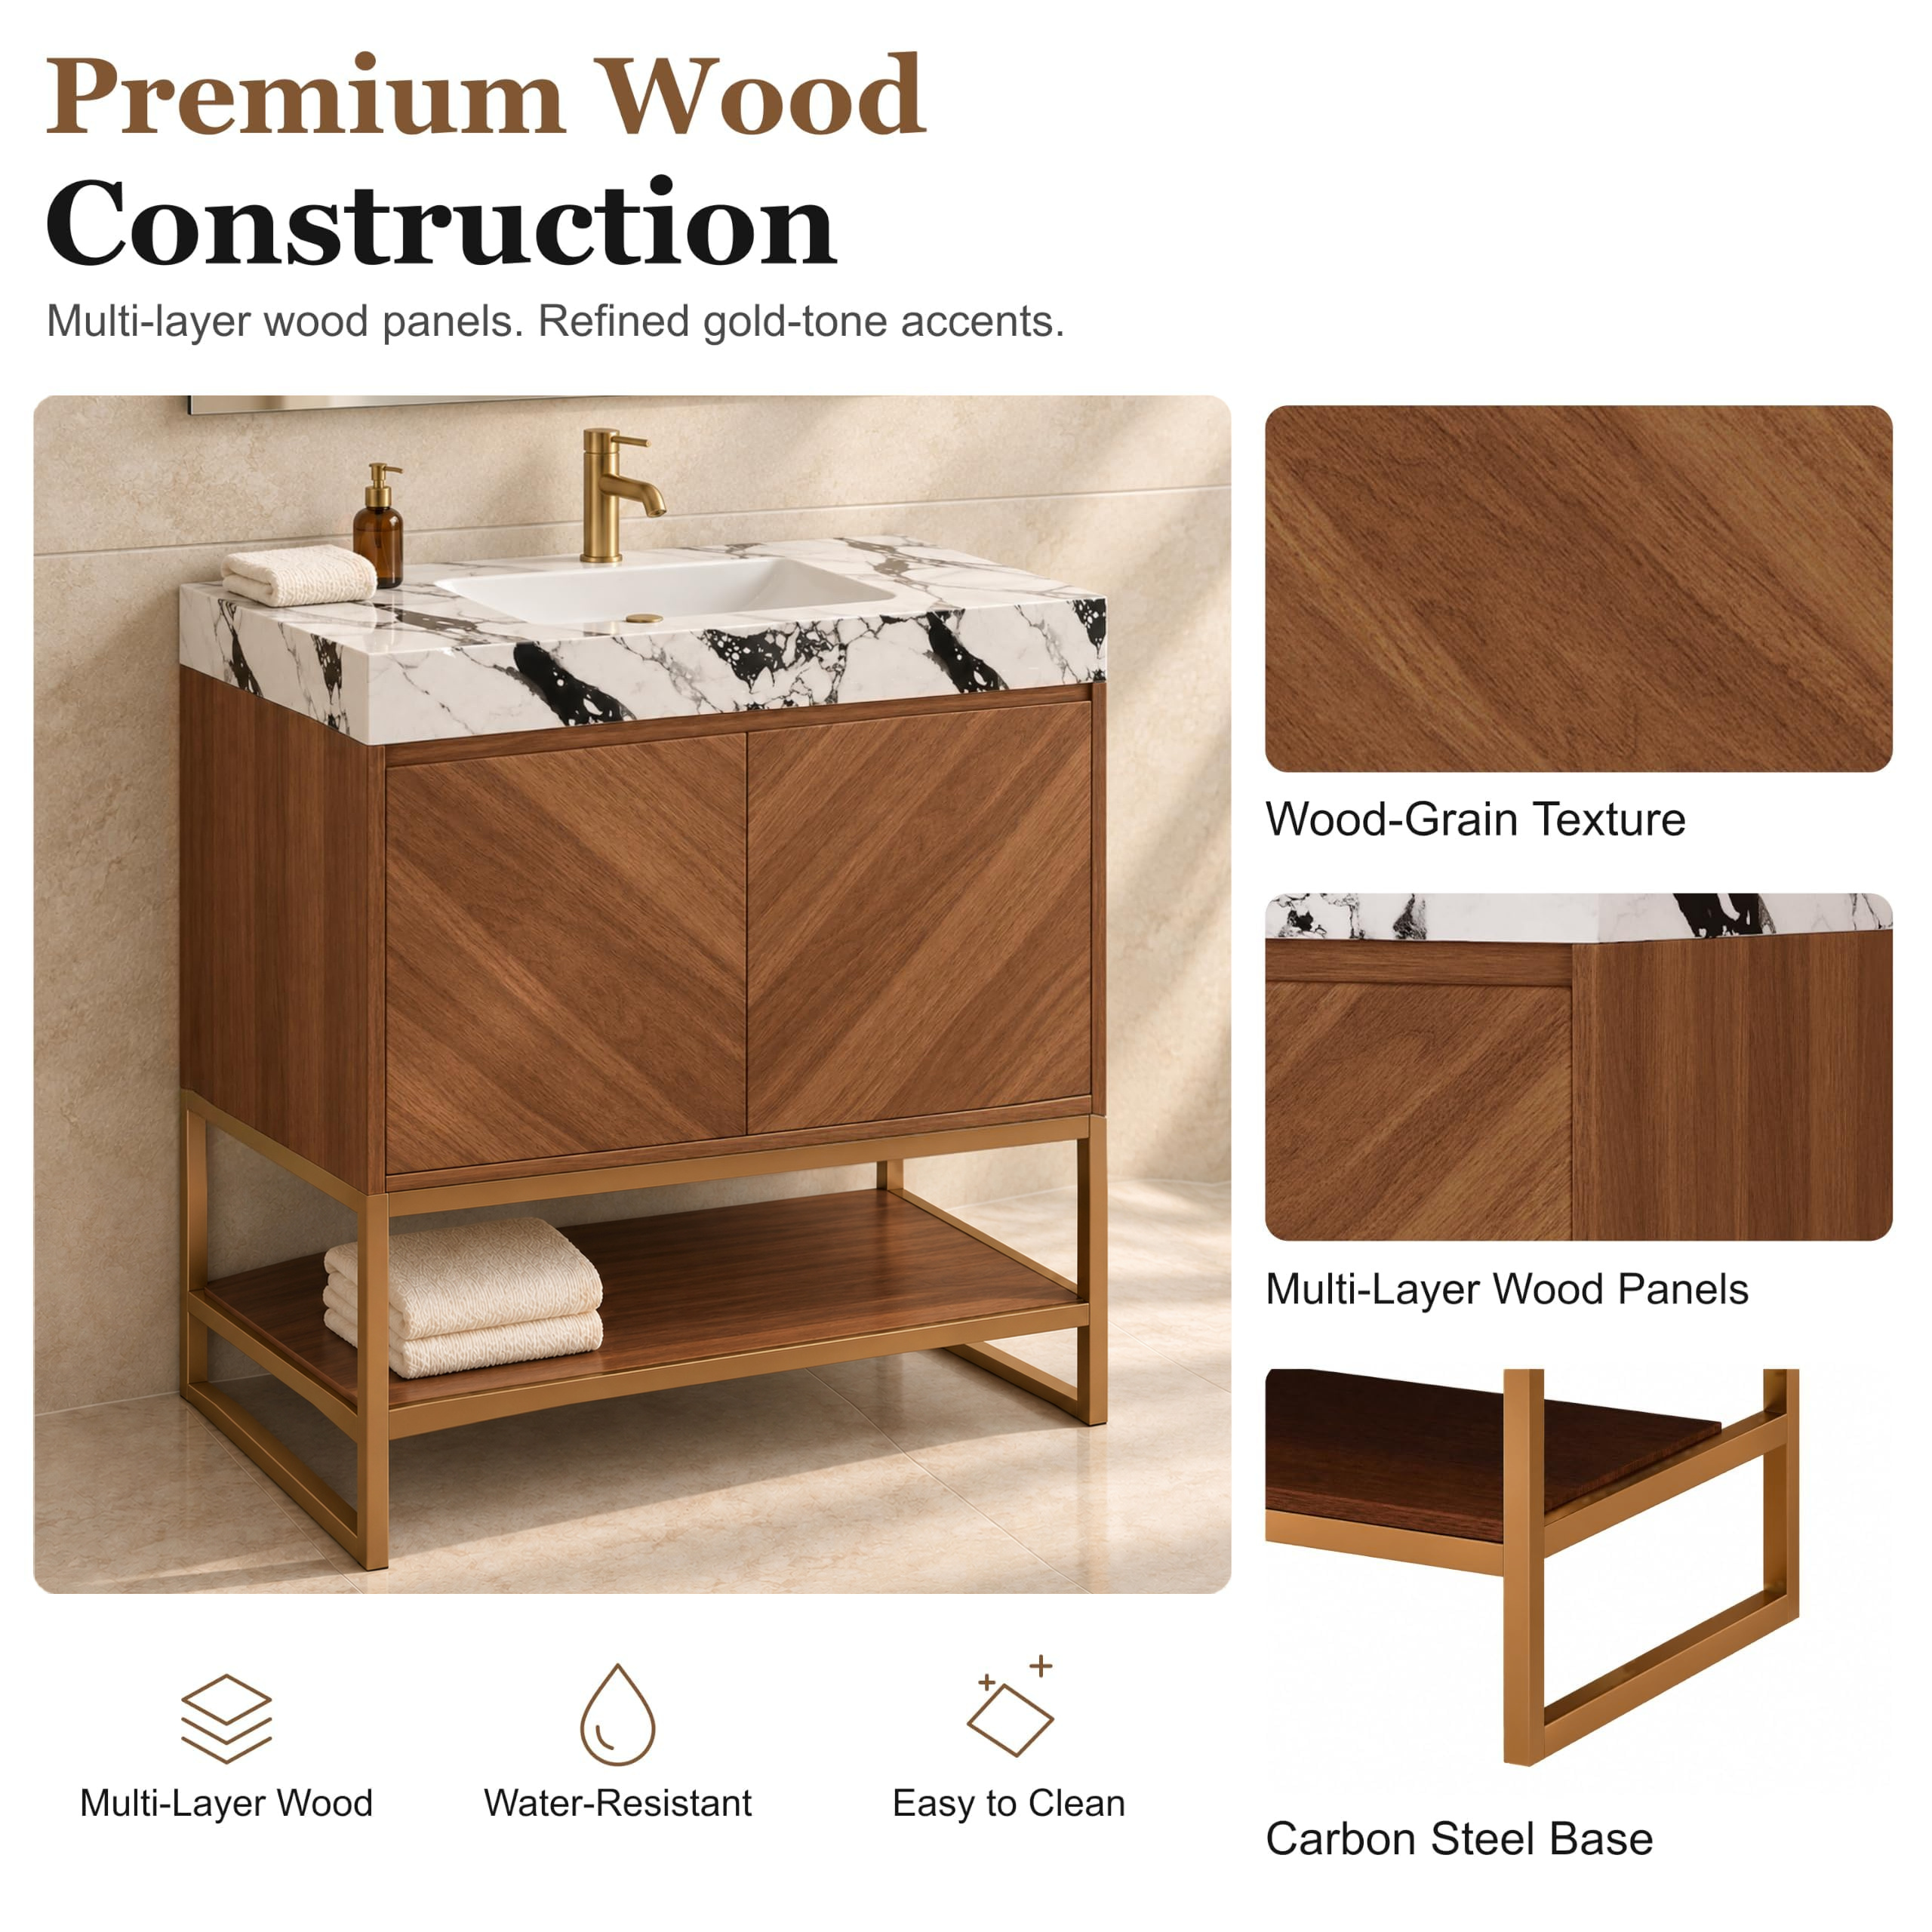 Premium Wood
Construction
Multi-layer wood panels. Refined gold-tone accents.
Wood-Grain Texture
Multi-Layer Wood Panels
Carbon Steel Base
Multi-Layer Wood
Water-Resistant
Easy to Clean